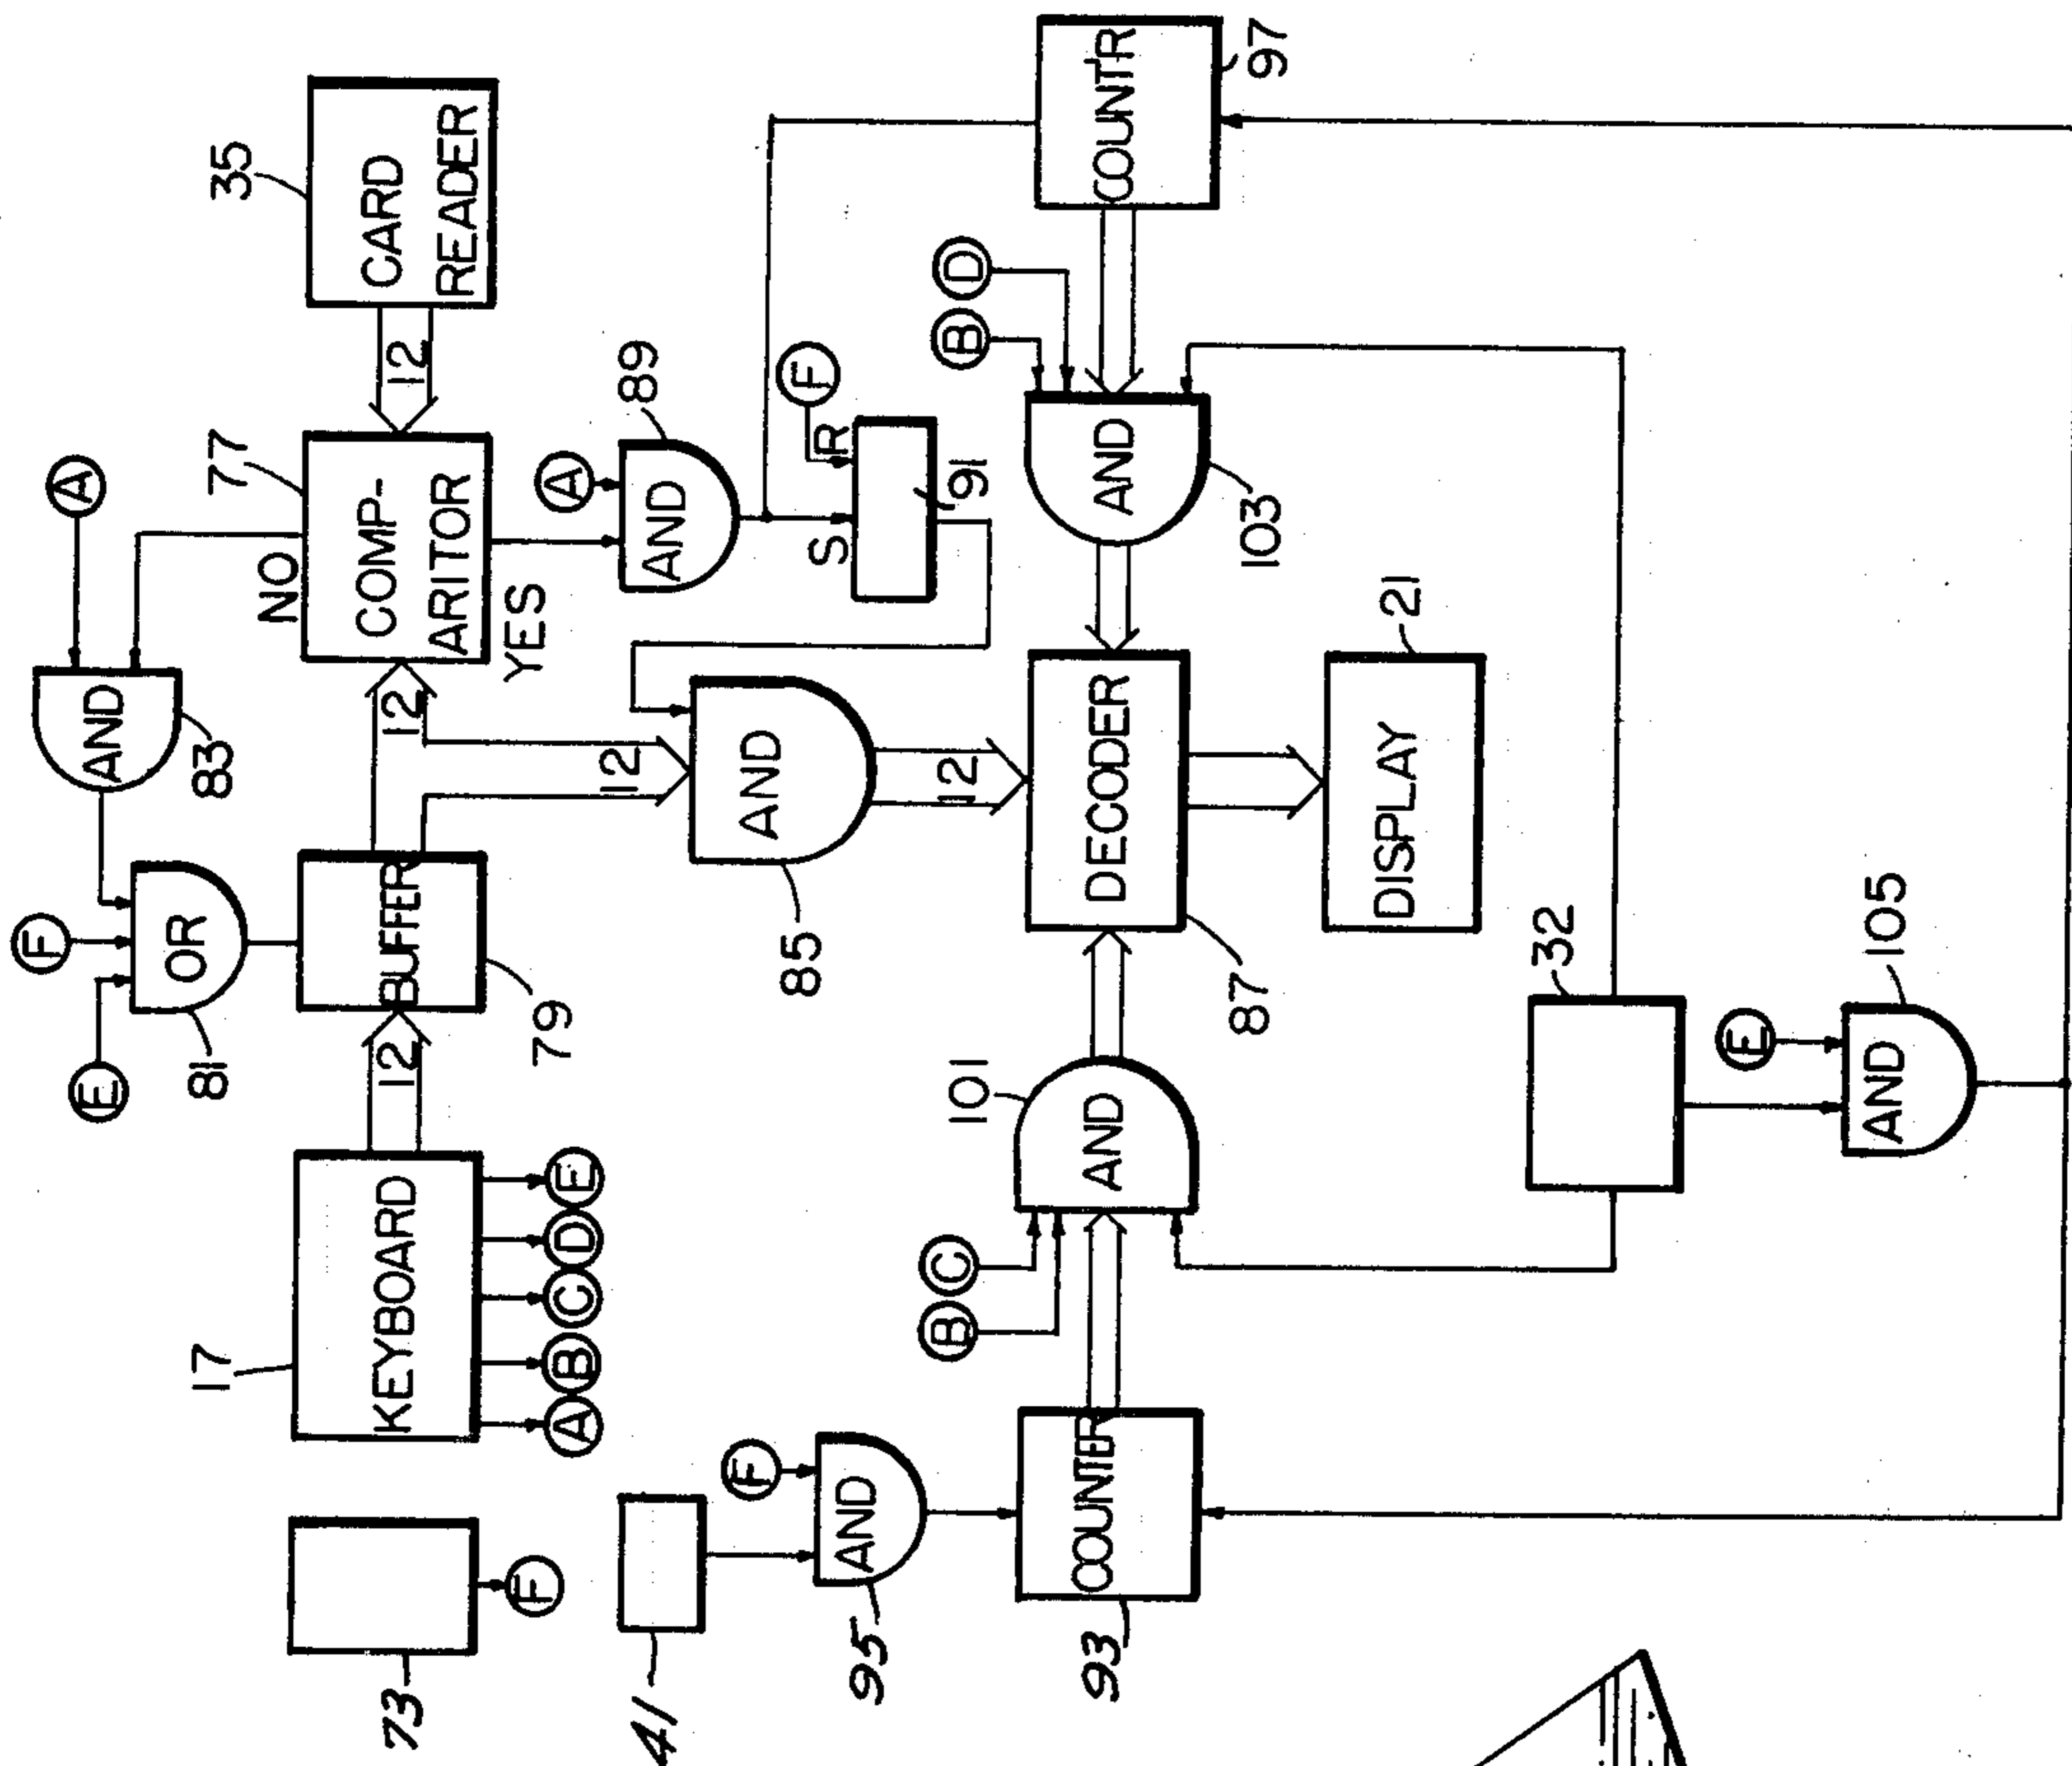 F
A
E
AND
OR
81
83
17
77
35
NO
73
KEYBOARD
12
BUFFER
12
COMP-
ARITOR
12
CARD
READER
F
YES
79
A B C D E
A
12
89
41
AND
F
AND
85
F
S
R
95
AND
B C
12
101
91
B D
93
COUNTER
AND
DECODER
AND
COUNTR
87
103
97
DISPLAY
21
32
E
AND
105